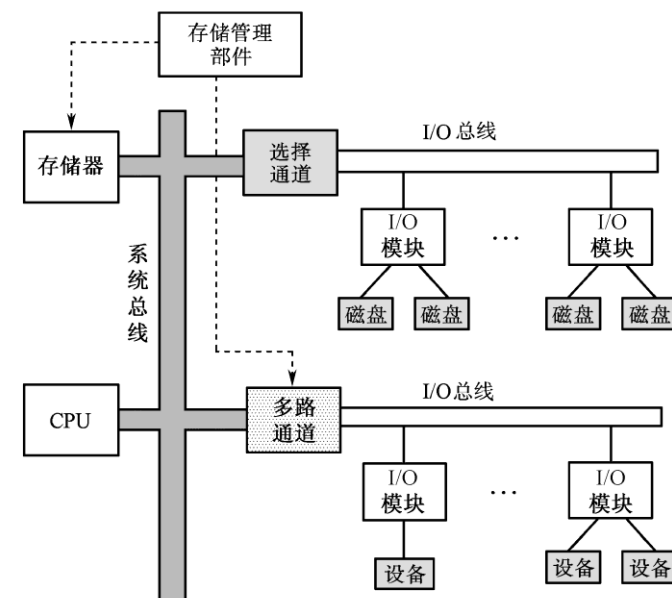 存储管理
部件
I/O 总线
存储器
选择
通道
I/O
模块
…
I/O
模块
系
统
总
线
磁盘
磁盘
磁盘
磁盘
I/O 总线
CPU
多路
通道
I/O
模块
…
I/O
模块
设备
设备
设备